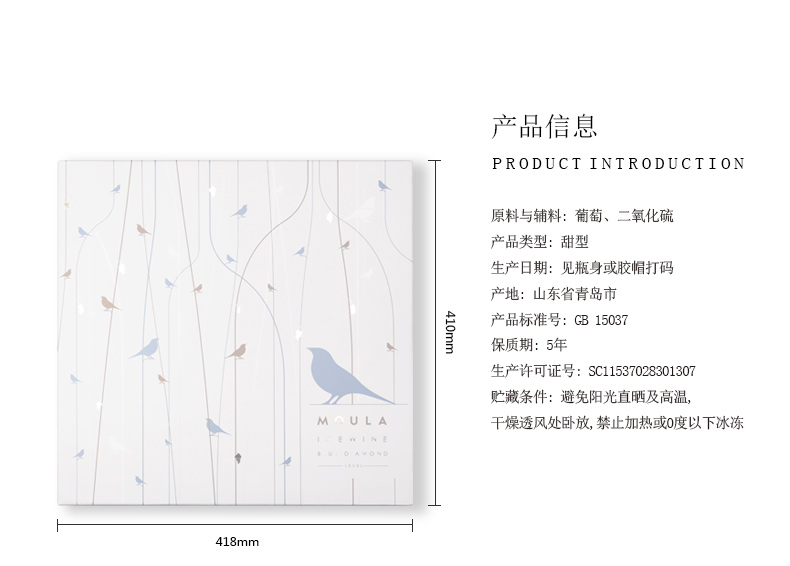 产品信息
PRODUCT INTRODUCTION
原料与辅料: 葡萄、二氧化硫
产品类型: 甜型
生产日期: 见瓶身或胶帽打码
产地: 山东省青岛市
产品标准号: GB 15037
保质期: 5年
生产许可证号: SC11537028301307
贮藏条件: 避免阳光直晒及高温,
干燥透风处卧放,禁止加热或0度以下冰冻
410mm
418mm
M ULA
ICEWINE